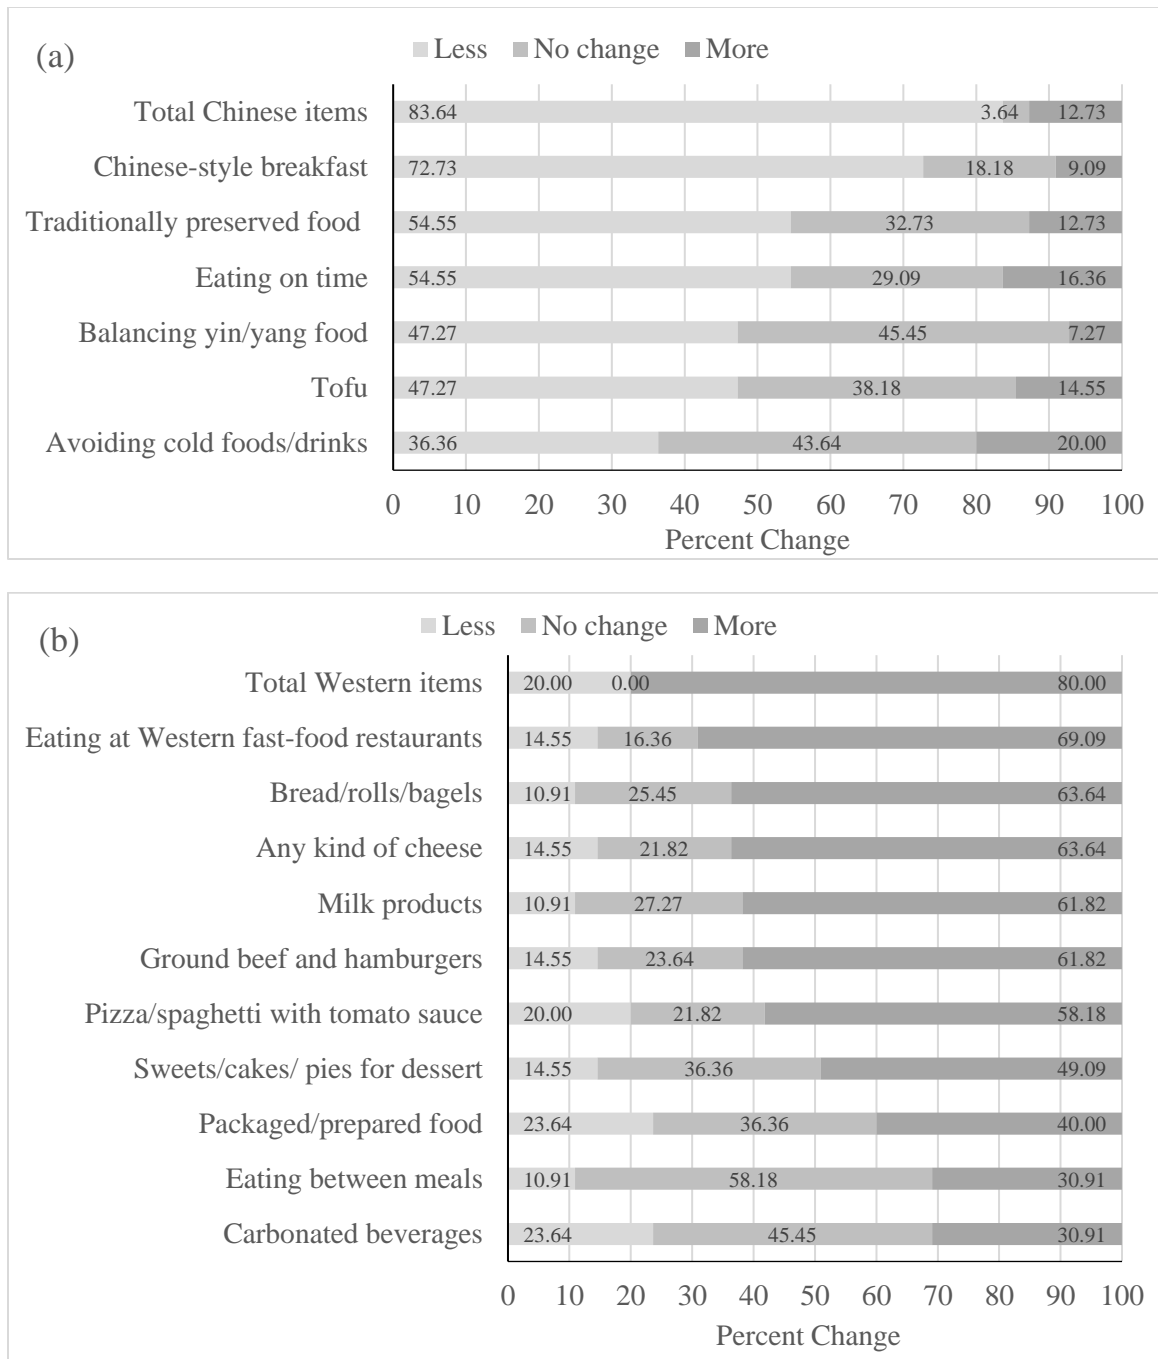 (a)
Less No change More
Total Chinese items 83.64 3.64 12.73
Chinese-style breakfast 72.73 18.18 9.09
Traditionally preserved food 54.55 32.73 12.73
Eating on time 54.55 29.09 16.36
Balancing yin/yang food 47.27 45.45 7.27
Tofu 47.27 38.18 14.55
Avoiding cold foods/drinks 36.36 43.64 20.00
0 10 20 30 40 50 60 70 80 90 100
Percent Change
(b)
Less No change More
Total Western items 20.00 0.00 80.00
Eating at Western fast-food restaurants 14.55 16.36 69.09
Bread/rolls/bagels 10.91 25.45 63.64
Any kind of cheese 14.55 21.82 63.64
Milk products 10.91 27.27 61.82
Ground beef and hamburgers 14.55 23.64 61.82
Pizza/spaghetti with tomato sauce 20.00 21.82 58.18
Sweets/cakes/ pies for dessert 14.55 36.36 49.09
Packaged/prepared food 23.64 36.36 40.00
Eating between meals 10.91 58.18 30.91
Carbonated beverages 23.64 45.45 30.91
0 10 20 30 40 50 60 70 80 90 100
Percent Change